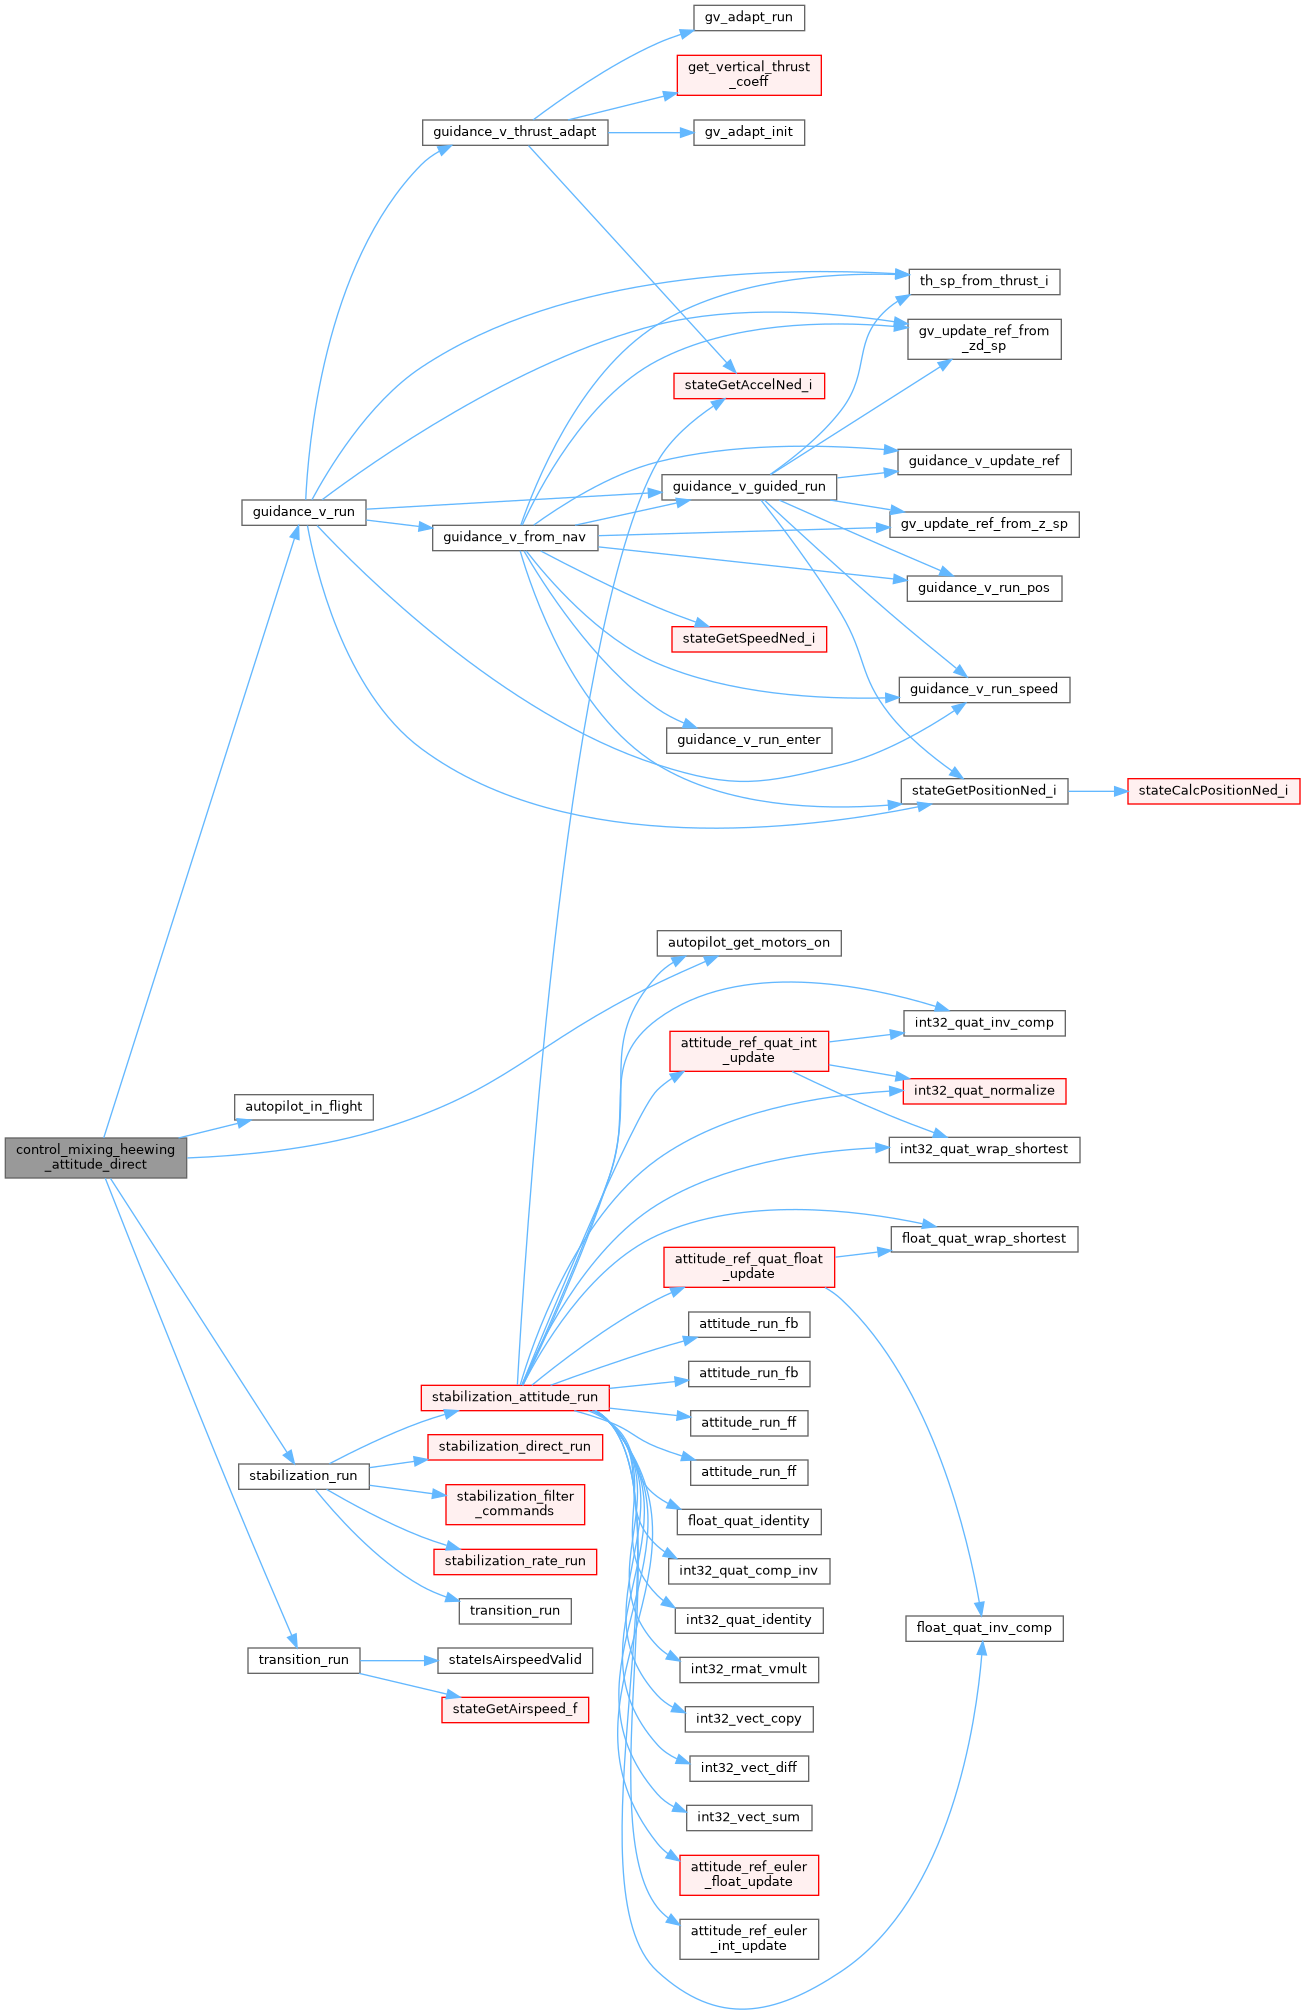 gv_adapt_run
get_vertical_thrust
_coeff
guidance_v_thrust_adapt
gv_adapt_init
th_sp_from_thrust_i
gv_update_ref_from
_zd_sp
stateGetAccelNed_i
guidance_v_update_ref
guidance_v_guided_run
guidance_v_run
gv_update_ref_from_z_sp
guidance_v_from_nav
guidance_v_run_pos
stateGetSpeedNed_i
guidance_v_run_speed
guidance_v_run_enter
stateGetPositionNed_i
stateCalcPositionNed_i
autopilot_get_motors_on
int32_quat_inv_comp
attitude_ref_quat_int
_update
int32_quat_normalize
autopilot_in_flight
control_mixing_heewing
_attitude_direct
int32_quat_wrap_shortest
float_quat_wrap_shortest
attitude_ref_quat_float
_update
attitude_run_fb
attitude_run_fb
stabilization_attitude_run
attitude_run_ff
stabilization_direct_run
attitude_run_ff
stabilization_run
stabilization_filter
_commands
float_quat_identity
stabilization_rate_run
int32_quat_comp_inv
transition_run
int32_quat_identity
float_quat_inv_comp
transition_run
stateIsAirspeedValid
int32_rmat_vmult
stateGetAirspeed_f
int32_vect_copy
int32_vect_diff
int32_vect_sum
attitude_ref_euler
_float_update
attitude_ref_euler
_int_update